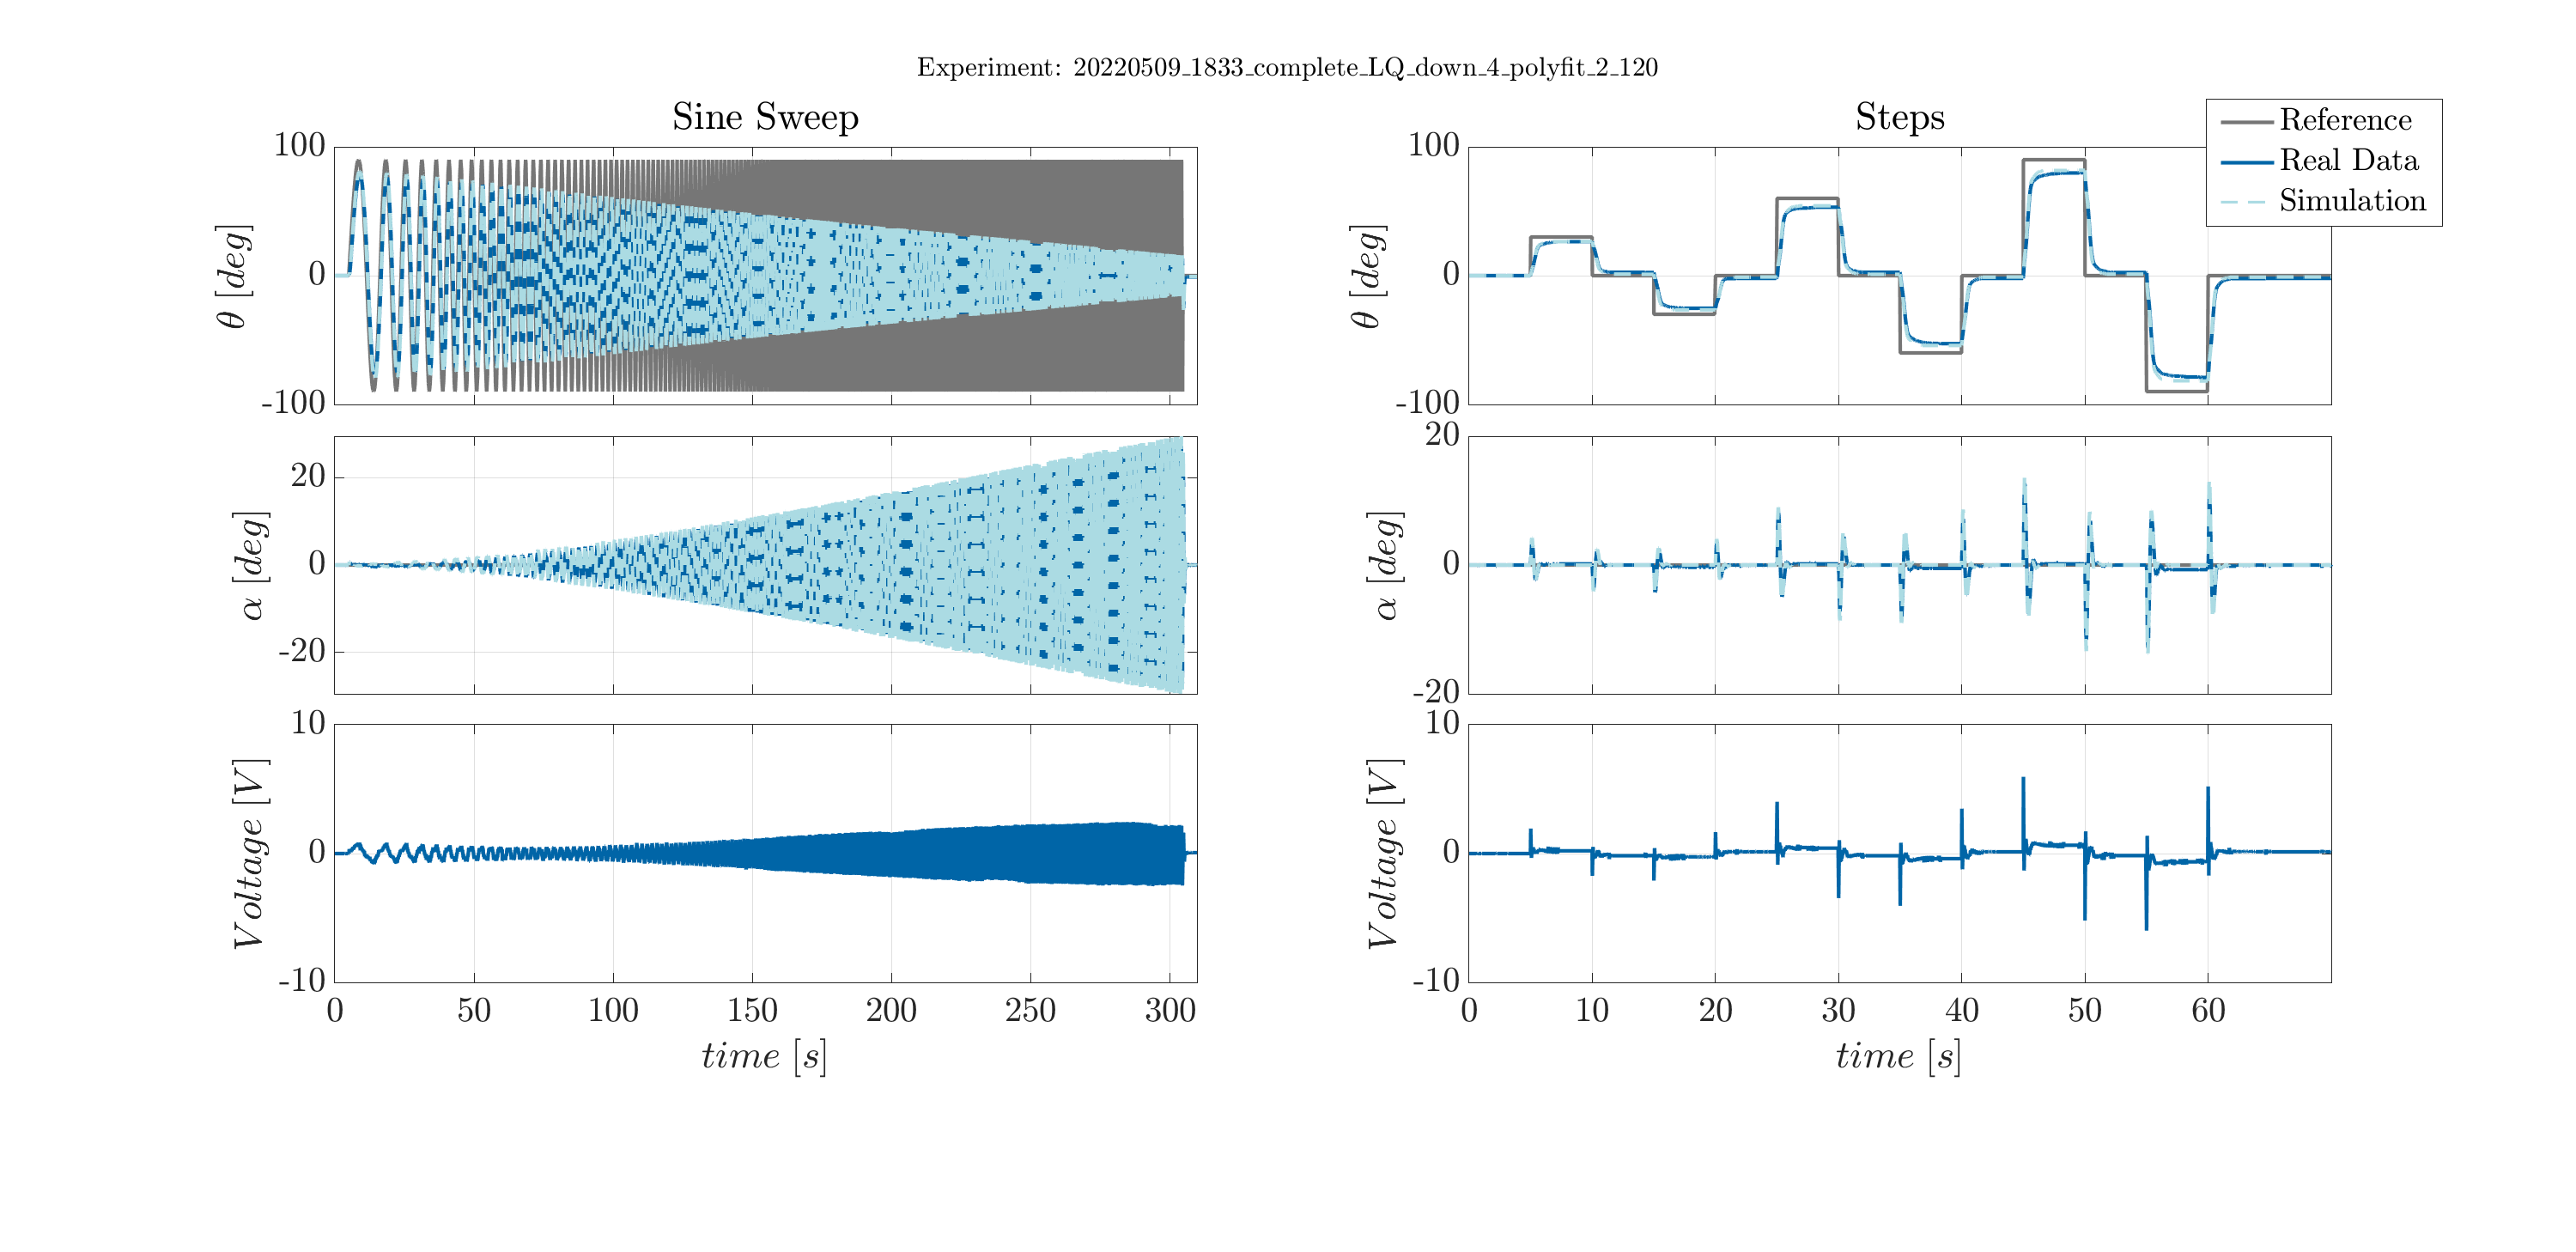 Experiment: 20220509_1833_complete_LQ_down_4_polyfit_2_120
Sine Sweep
100
0
-100
θ [deg]
20
0
-20
α [deg]
10
0
-10
Voltage [V]
0 50 100 150 200 250 300
time [s]
Steps
Reference
Real Data
Simulation
100
0
-100
θ [deg]
20
0
-20
α [deg]
10
0
-10
Voltage [V]
0 10 20 30 40 50 60
time [s]